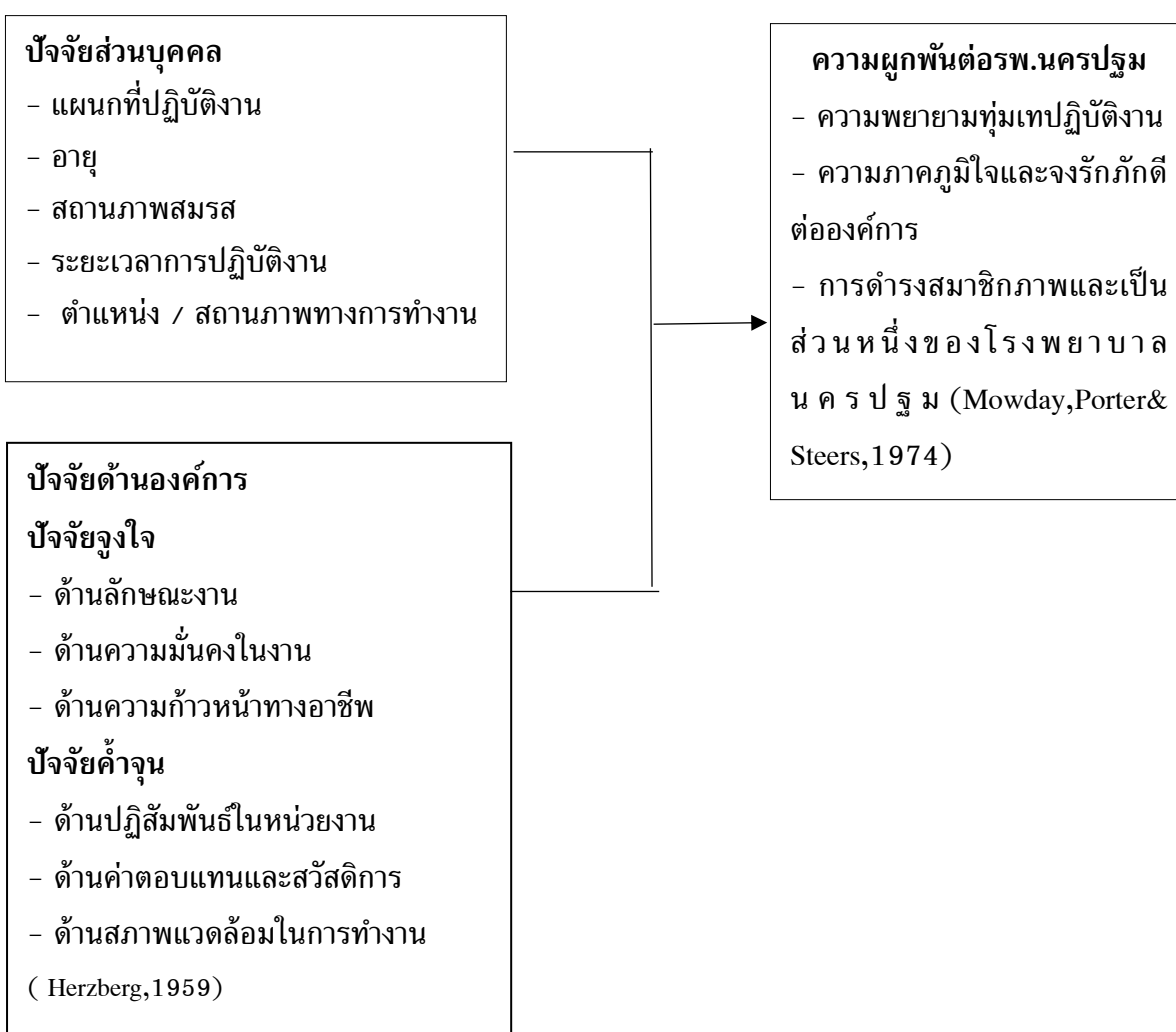 ปัจจัยส่วนบุคคล
- แผนกที่ปฏิบัติงาน
- อายุ
- สถานภาพสมรส
- ระยะเวลาการปฏิบัติงาน
- ตำแหน่ง / สถานภาพทางการทำงาน
ปัจจัยด้านองค์การ
ปัจจัยจูงใจ
- ด้านลักษณะงาน
- ด้านความมั่นคงในงาน
- ด้านความก้าวหน้าทางอาชีพ
ปัจจัยค้ำจุน
- ด้านปฏิสัมพันธ์ในหน่วยงาน
- ด้านค่าตอบแทนและสวัสดิการ
- ด้านสภาพแวดล้อมในการทำงาน
( Herzberg,1959)
ความผูกพันต่อรพ.นครปฐม
- ความพยายามทุ่มเทปฏิบัติงาน
- ความภาคภูมิใจและจงรักภักดี
ต่อองค์การ
- การดำรงสมาชิกภาพและเป็น
ส่วนหนึ่งของโรงพยาบาล
นครปฐม (Mowday,Porter&
Steers,1974)